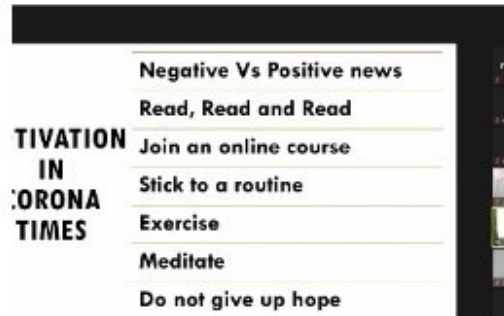 TIVATION
IN
CORONA
TIMES
Negative Vs Positive news
Read, Read and Read
Join an online course
Stick to a routine
Exercise
Meditate
Do not give up hope